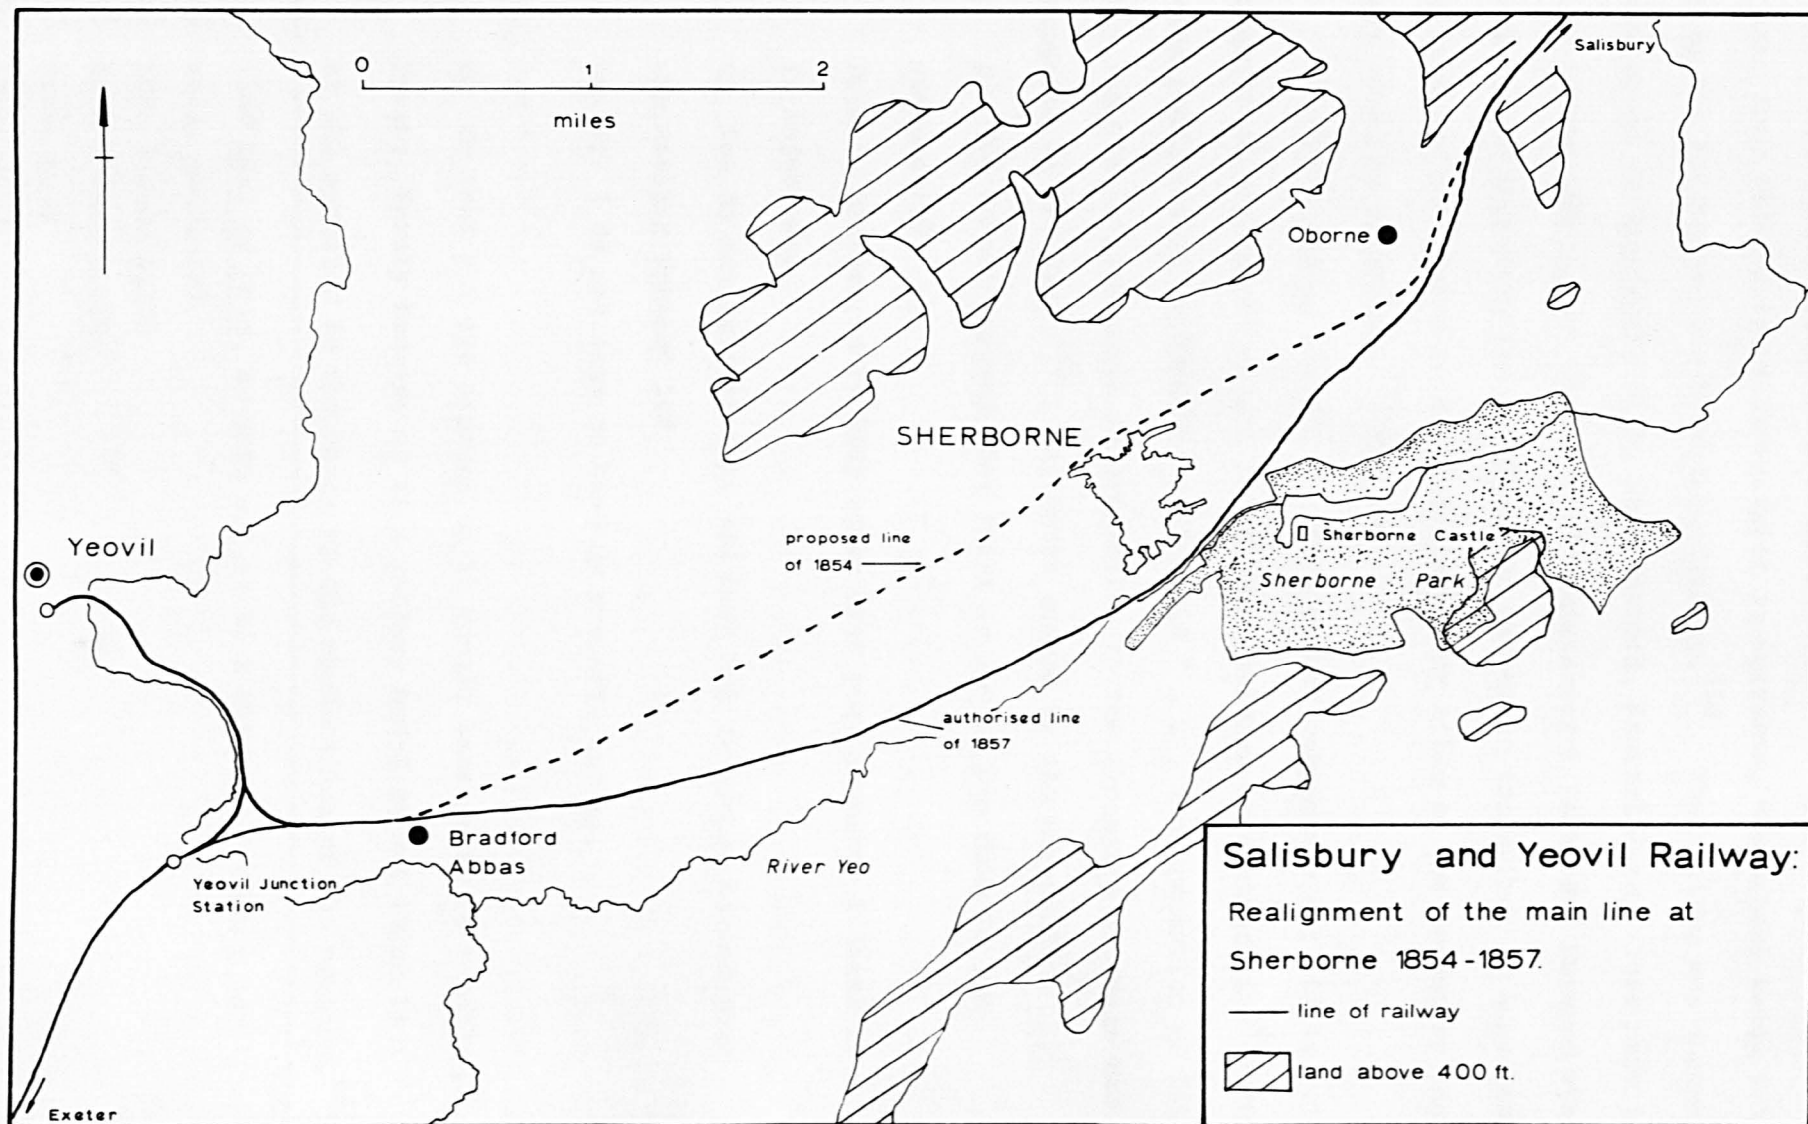 0 1 2
miles
Salisbury
Oborne
SHERBORNE
Yeovil
proposed line
of 1854
Sherborne Castle
Sherborne Park
authorised line
of 1857
Bradford
Abbas
River Yeo
Yeovil Junction
Station
Exeter
Salisbury and Yeovil Railway:
Realignment of the main line at
Sherborne 1854-1857.
line of railway
land above 400 ft.